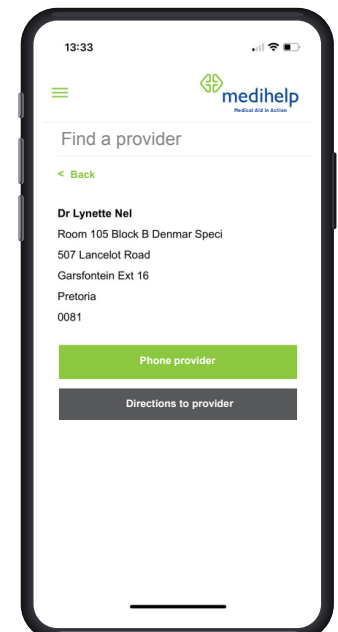 13:33
medihelp
Medical Aid in Action
Find a provider
< Back
Dr Lynette Nel
Room 105 Block B Denmar Speci
507 Lancelot Road
Garsfontein Ext 16
Pretoria
0081
Phone provider
Directions to provider